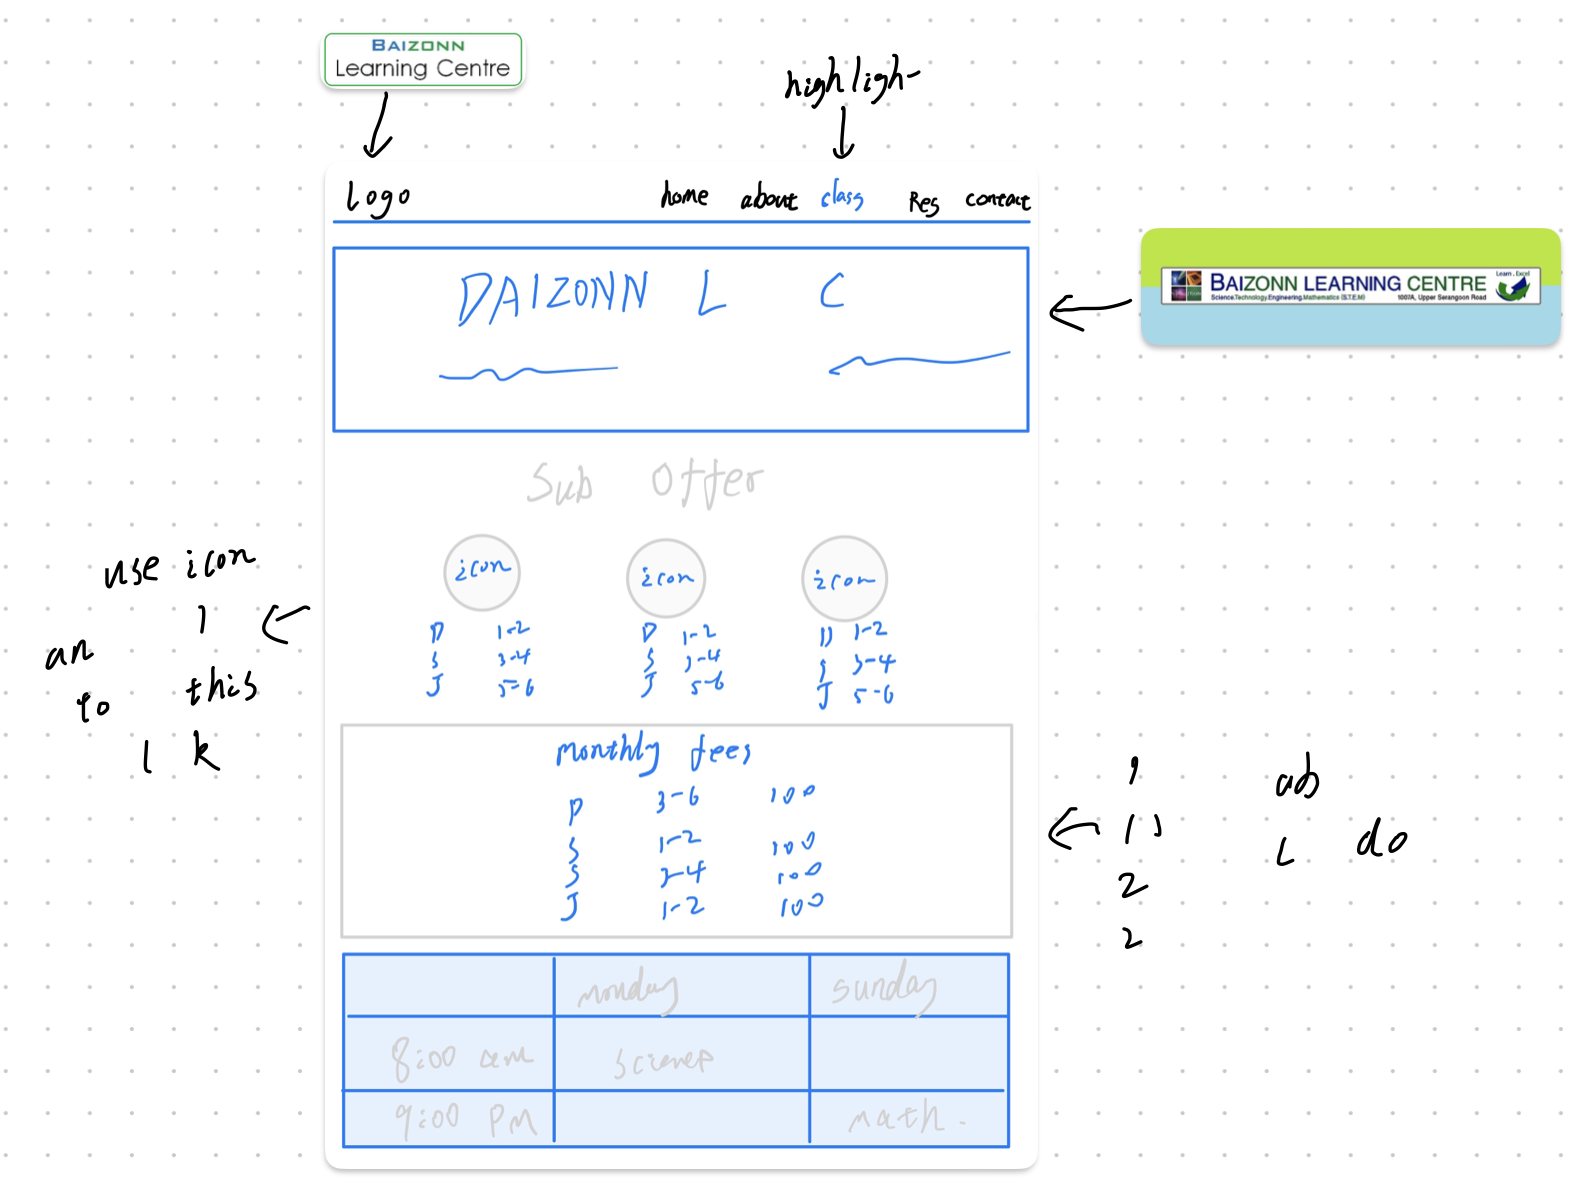 BAIZONN
Learning Centre
highligh
Logo
home about class Res contact
DAIZONN L C
BAIZONN LEARNING CENTRE
Learn . Excel
Science.Technology.Engineering.Mathematics (S.T.E.M)
1007A, Upper Serangoon Road
Sub Offer
icon icon icon
P 1-2 P 1-2 P 1-2
S 3-4 S 3-4 S 3-4
J 5-6 J 5-6 J 5-6
use icon
an
to this
l k
monthly fees
P 3-6 100
S 1-2 100
S 3-4 100
J 1-2 100
1 ab
11 L do
2
2
monday sunday
8:00 am science
9:00 PM math.